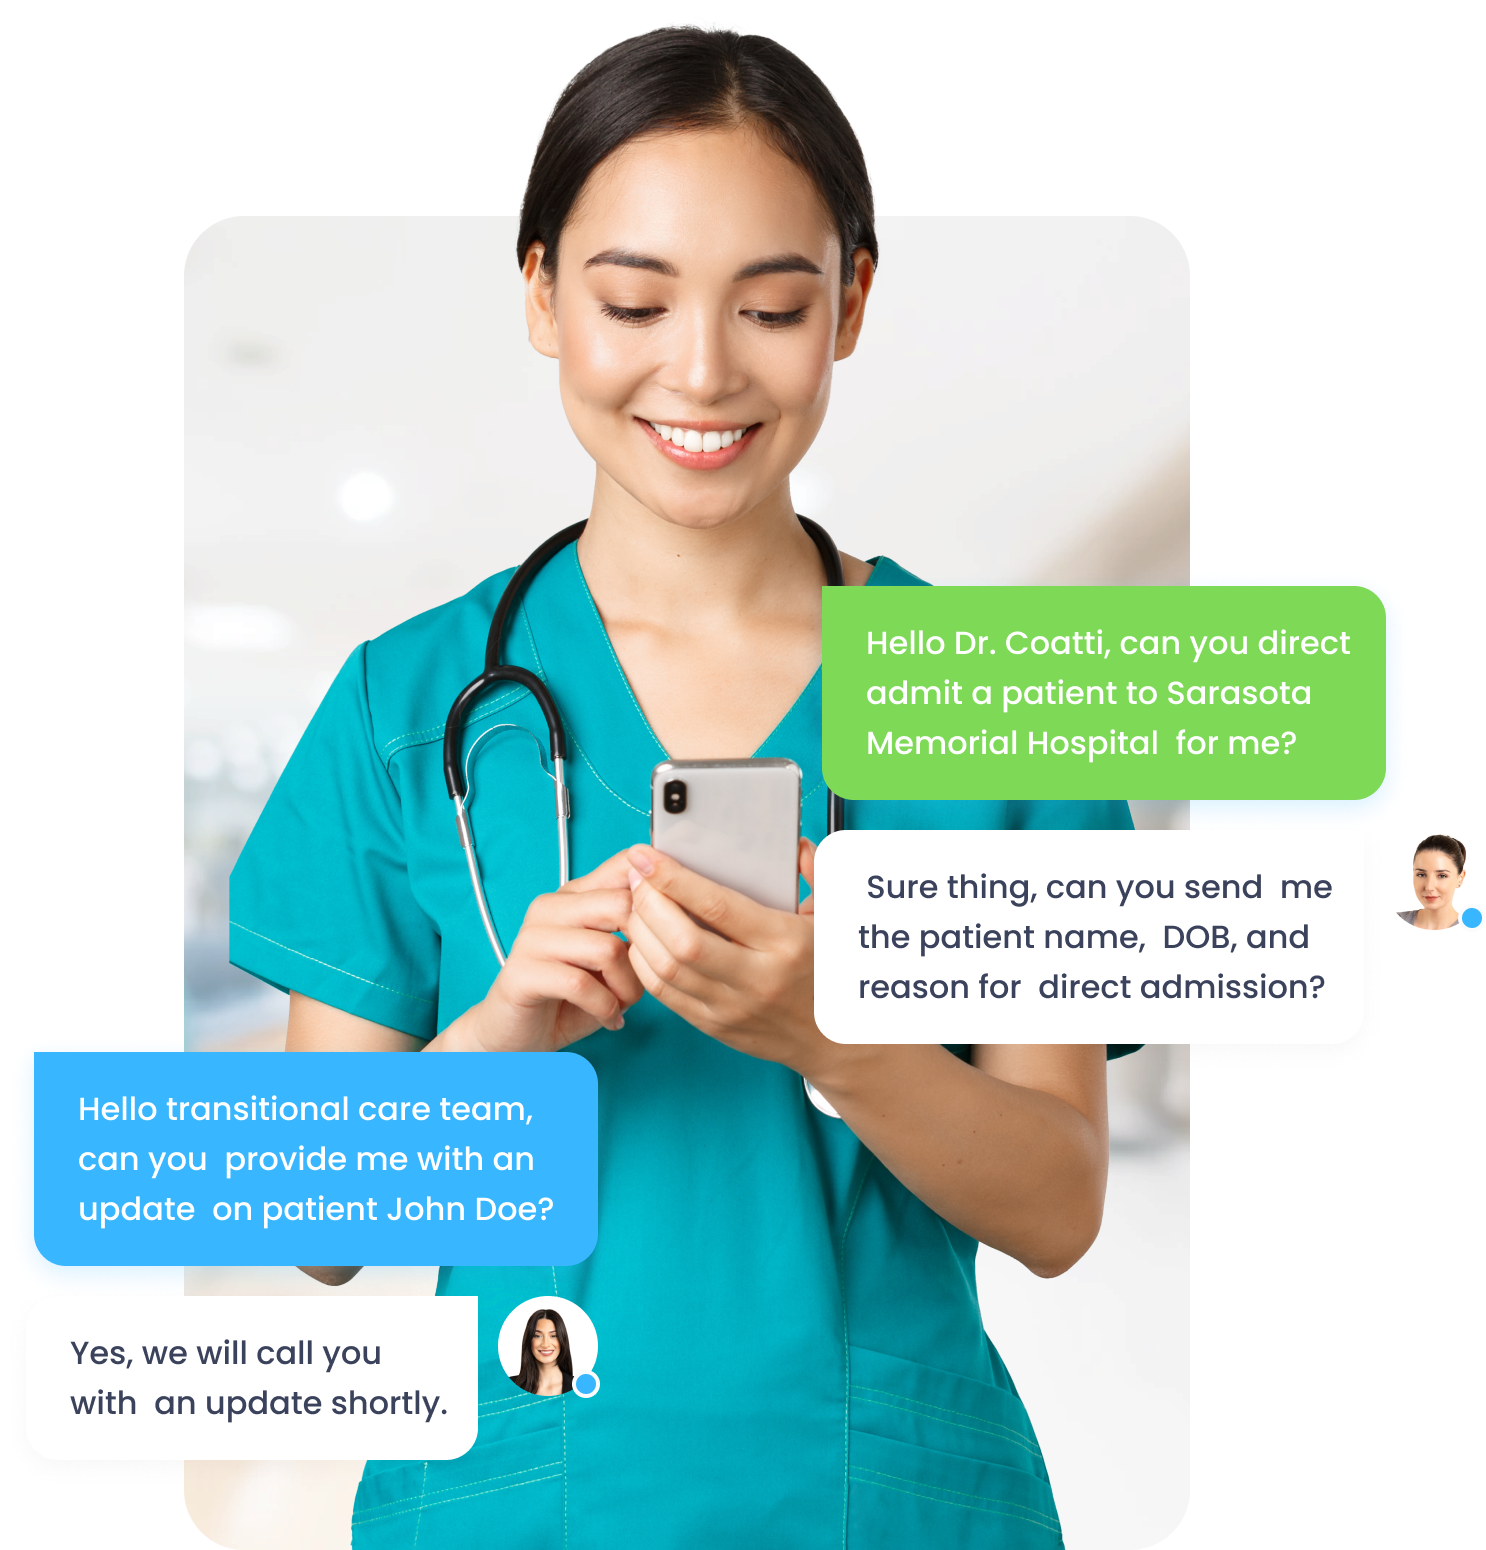 Hello Dr. Coatti, can you direct
admit a patient to Sarasota
Memorial Hospital  for me?
Sure thing, can you send  me
the patient name,  DOB, and
reason for  direct admission?
Hello transitional care team,
can you  provide me with an
update  on patient John Doe?
Yes, we will call you
with  an update shortly.